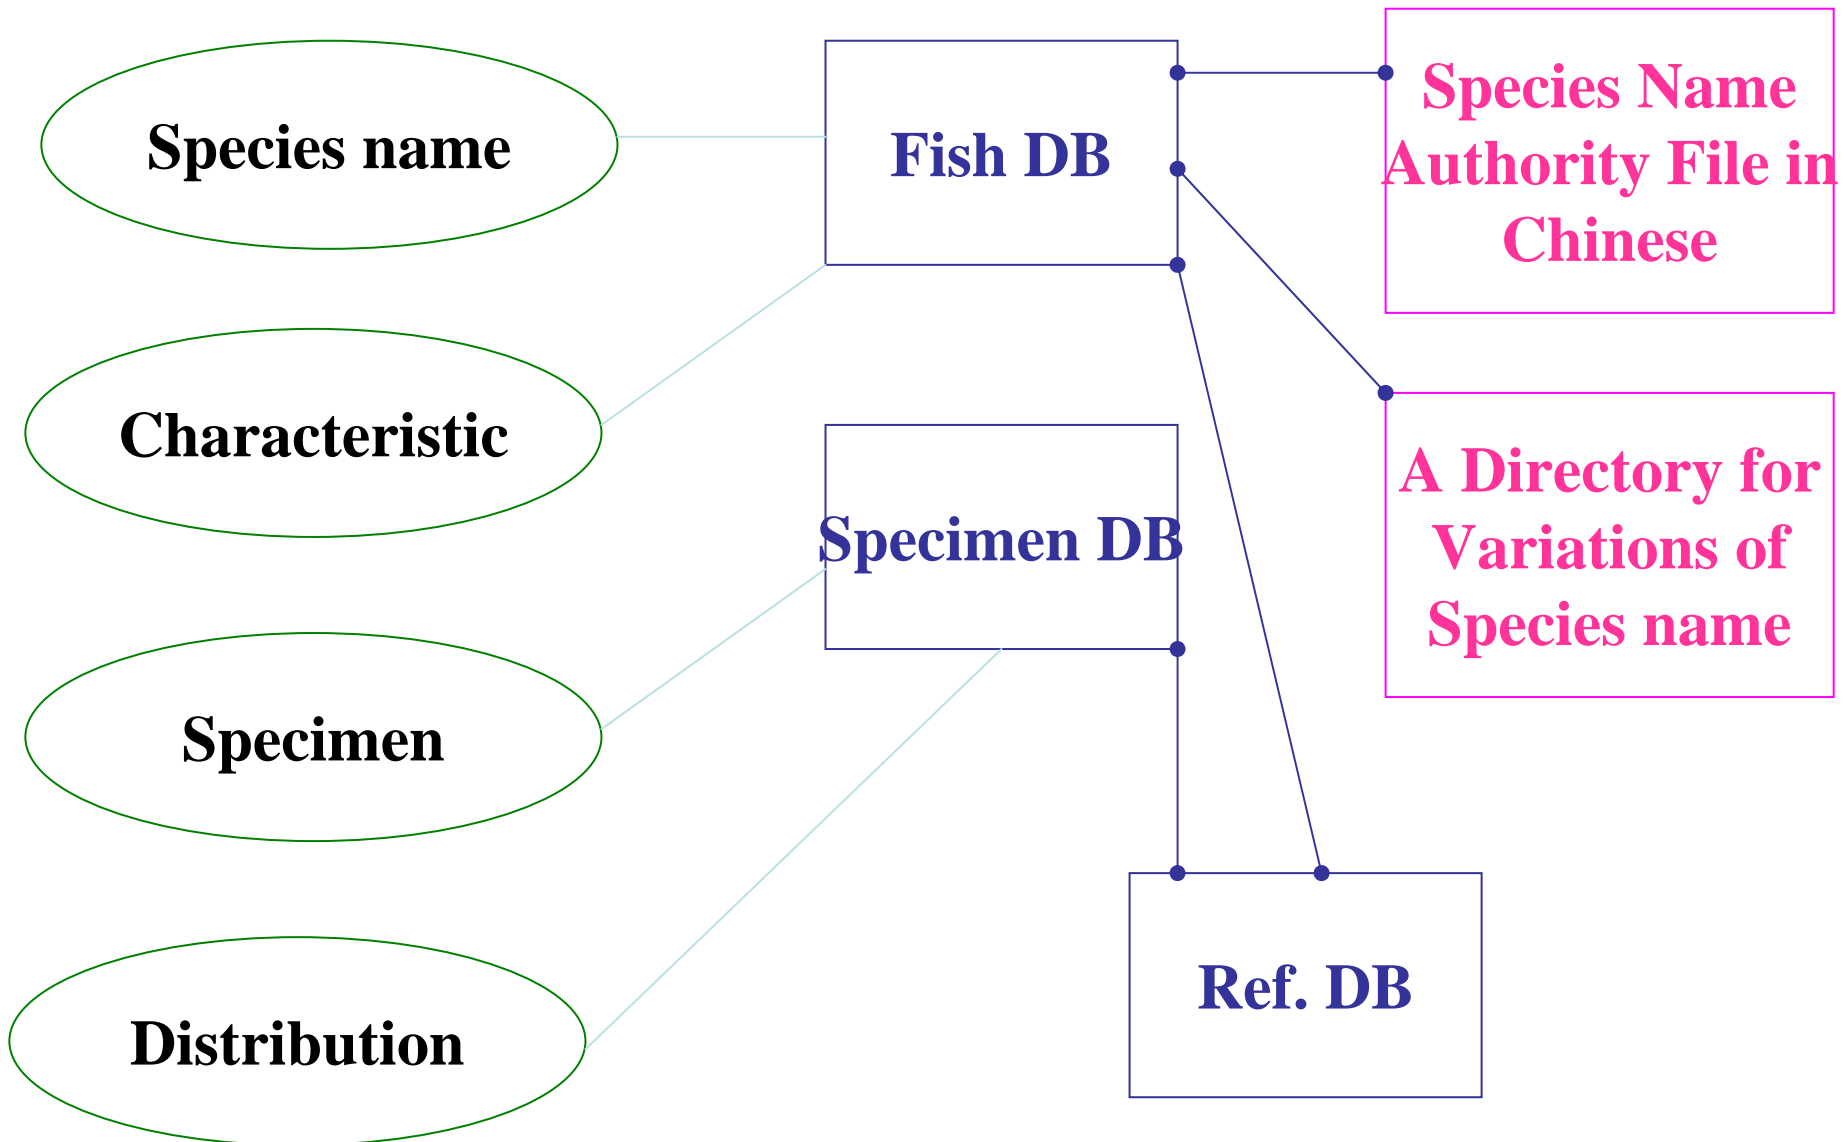 Species name
Characteristic
Specimen
Distribution
Fish DB
Specimen DB
Ref. DB
Species Name
Authority File in
Chinese
A Directory for
Variations of
Species name